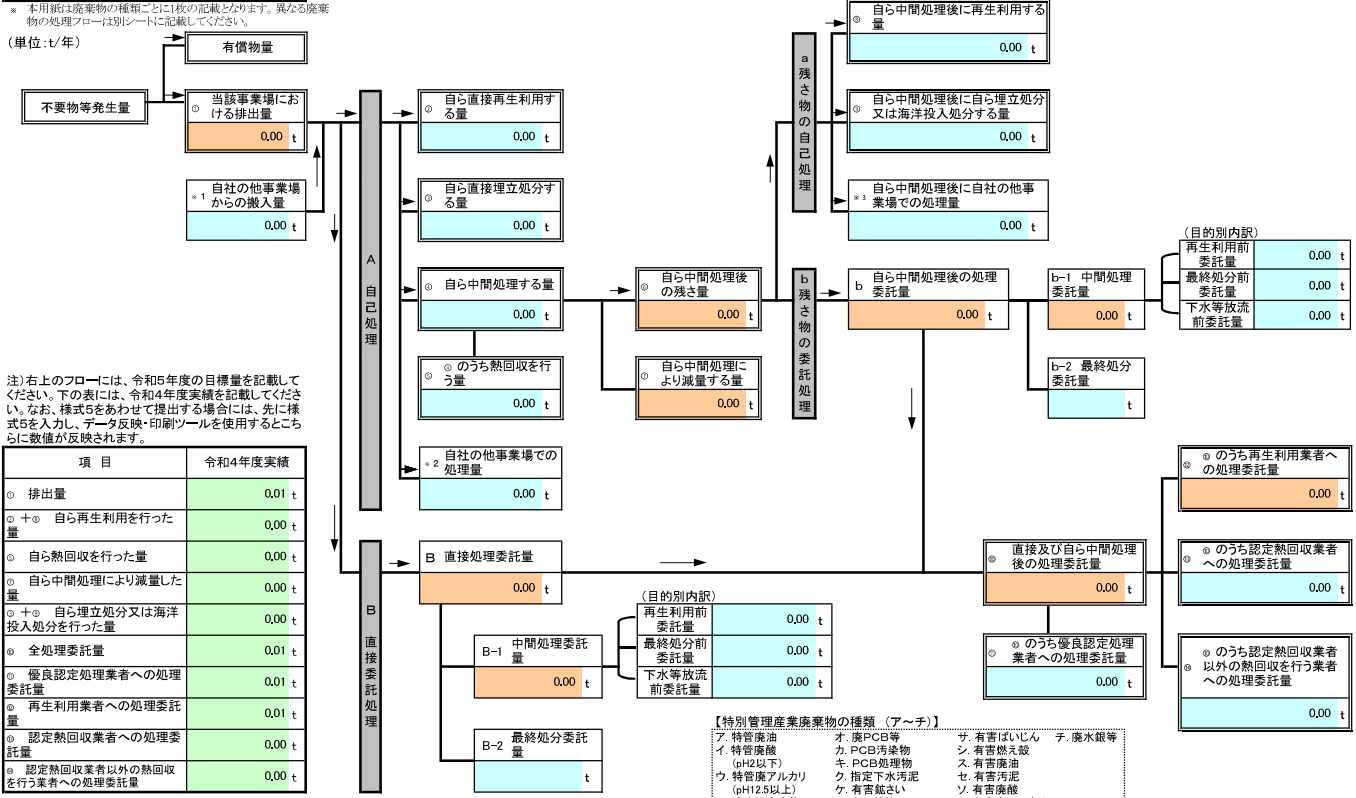 ※ 本用紙は廃棄物の種類ごとに1枚の記載となります。異なる廃棄
物の処理フローは別シートに記載してください。
(単位:t/年)
有償物量
不要物等発生量
① 当該事業場にお
ける排出量
0.00 t
※1 自社の他事業場
からの搬入量
0.00 t
A 自己処理
② 自ら直接再生利用す
る量
0.00 t
③ 自ら直接埋立処分す
る量
0.00 t
④ 自ら中間処理する量
0.00 t
⑤ ④のうち熱回収を行
う量
0.00 t
※2 自社の他事業場での
処理量
0.00 t
⑥ 自ら中間処理後
の残さ量
0.00 t
⑦ 自ら中間処理に
より減量する量
0.00 t
a 残さ物の自己処理
⑧ 自ら中間処理後に再生利用する
量
0.00 t
⑨ 自ら中間処理後に自ら埋立処分
又は海洋投入処分する量
0.00 t
※3 自ら中間処理後に自社の他事
業場での処理量
0.00 t
b 残さ物の委託処理
b 自ら中間処理後の処理
委託量
0.00 t
b-1 中間処理
委託量
0.00 t
b-2 最終処分
委託量
t
(目的別内訳)
再生利用前
委託量
0.00 t
最終処分前
委託量
0.00 t
下水等放流
前委託量
0.00 t
注)右上のフローには、令和5年度の目標量を記載して
ください。下の表には、令和4年度実績を記載してくださ
い。なお、様式5をあわせて提出する場合には、先に様
式5を入力し、データ反映・印刷ツールを使用するとこち
らに数値が反映されます。
項 目 令和4年度実績
① 排出量 0.01 t
②+⑧ 自ら再生利用を行った
量
0.00 t
⑤ 自ら熱回収を行った量 0.00 t
⑦ 自ら中間処理により減量した
量
0.00 t
③+⑨ 自ら埋立処分又は海洋
投入処分を行った量
0.00 t
⑩ 全処理委託量 0.01 t
⑪ 優良認定処理業者への処理
委託量
0.01 t
⑫ 再生利用業者への処理委託
量
0.01 t
⑬ 認定熱回収業者への処理委
託量
0.00 t
⑭ 認定熱回収業者以外の熱回収
を行う業者への処理委託量
0.00 t
B 直接委託処理
B 直接処理委託量
0.00 t
B-1 中間処理委託
量
0.00 t
B-2 最終処分委託
量
t
(目的別内訳)
再生利用前
委託量
0.00 t
最終処分前
委託量
0.00 t
下水等放流
前委託量
0.00 t
⑩ 直接及び自ら中間処理
後の処理委託量
0.00 t
⑪ ⑩のうち優良認定処理
業者への処理委託量
0.00 t
⑫ ⑩のうち再生利用業者へ
の処理委託量
0.00 t
⑬ ⑩のうち認定熱回収業者
への処理委託量
0.00 t
⑭ ⑩のうち認定熱回収業者
以外の熱回収を行う業者
への処理委託量
0.00 t
【特別管理産業廃棄物の種類 (ア~チ)】
ア. 特管廃油 オ. 廃PCB等 サ. 有害ばいじん チ. 廃水銀等
イ. 特管廃酸 カ. PCB汚染物 シ. 有害燃え殻
(pH2以下) キ. PCB処理物 ス. 有害廃油
ウ. 特管廃アルカリ ク. 指定下水汚泥 セ. 有害汚泥
(pH12.5以上) ケ. 有害鉱さい ソ. 有害廃酸